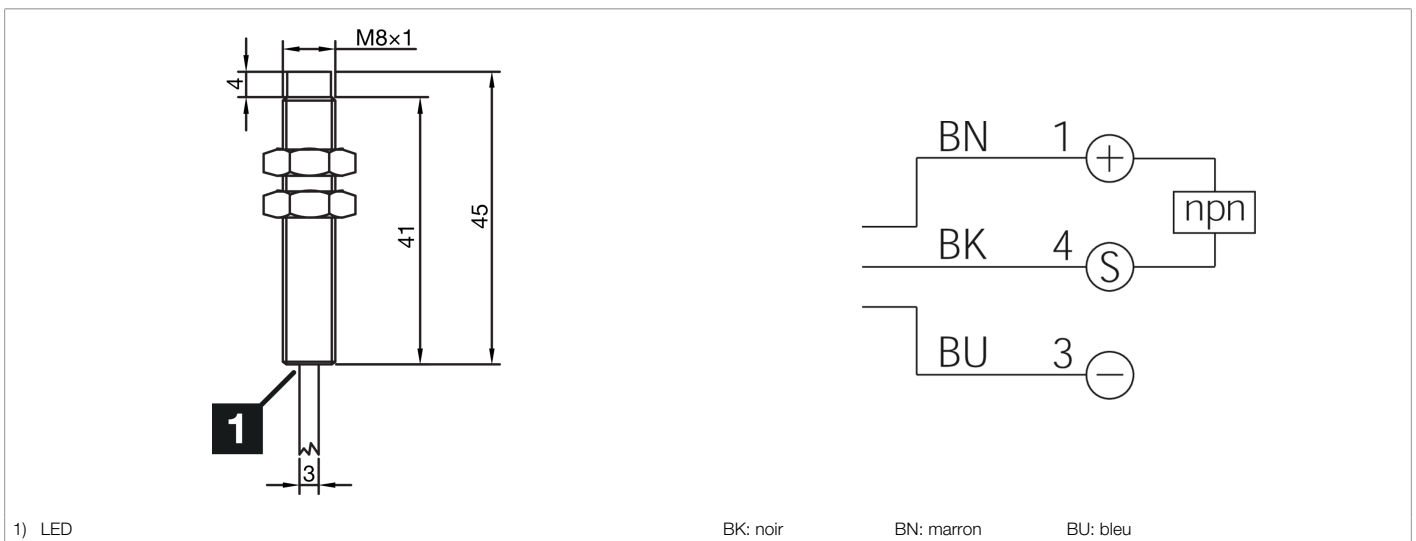 M8×1
4
41
45
1
3
BN 1 +
npn
BK 4 S
BU 3 −
1) LED
BK: noir BN: marron BU: bleu